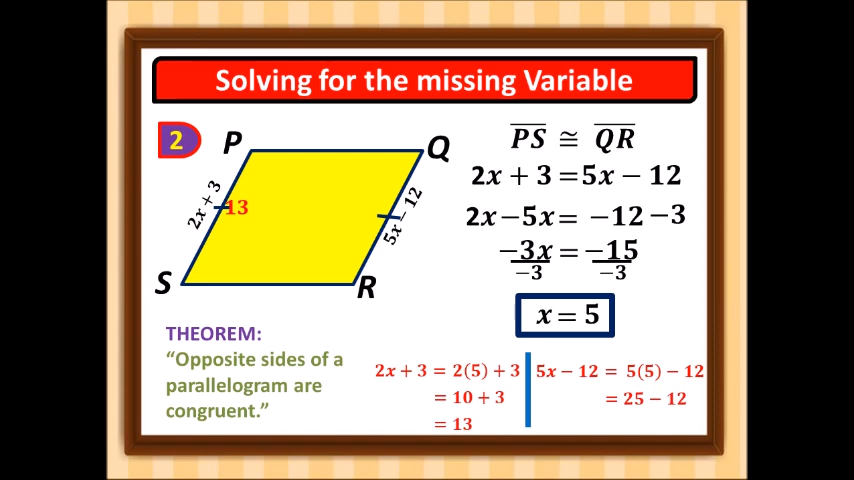 Solving for the missing Variable
2
P
Q
2x + 3
13
5x − 12
S
R
PS ≅ QR
2x + 3 = 5x − 12
2x − 5x = −12 − 3
−3x = −15
−3 −3
x = 5
THEOREM:
“Opposite sides of a
parallelogram are
congruent.”
2x + 3 = 2(5) + 3
= 10 + 3
= 13
5x − 12 = 5(5) − 12
= 25 − 12